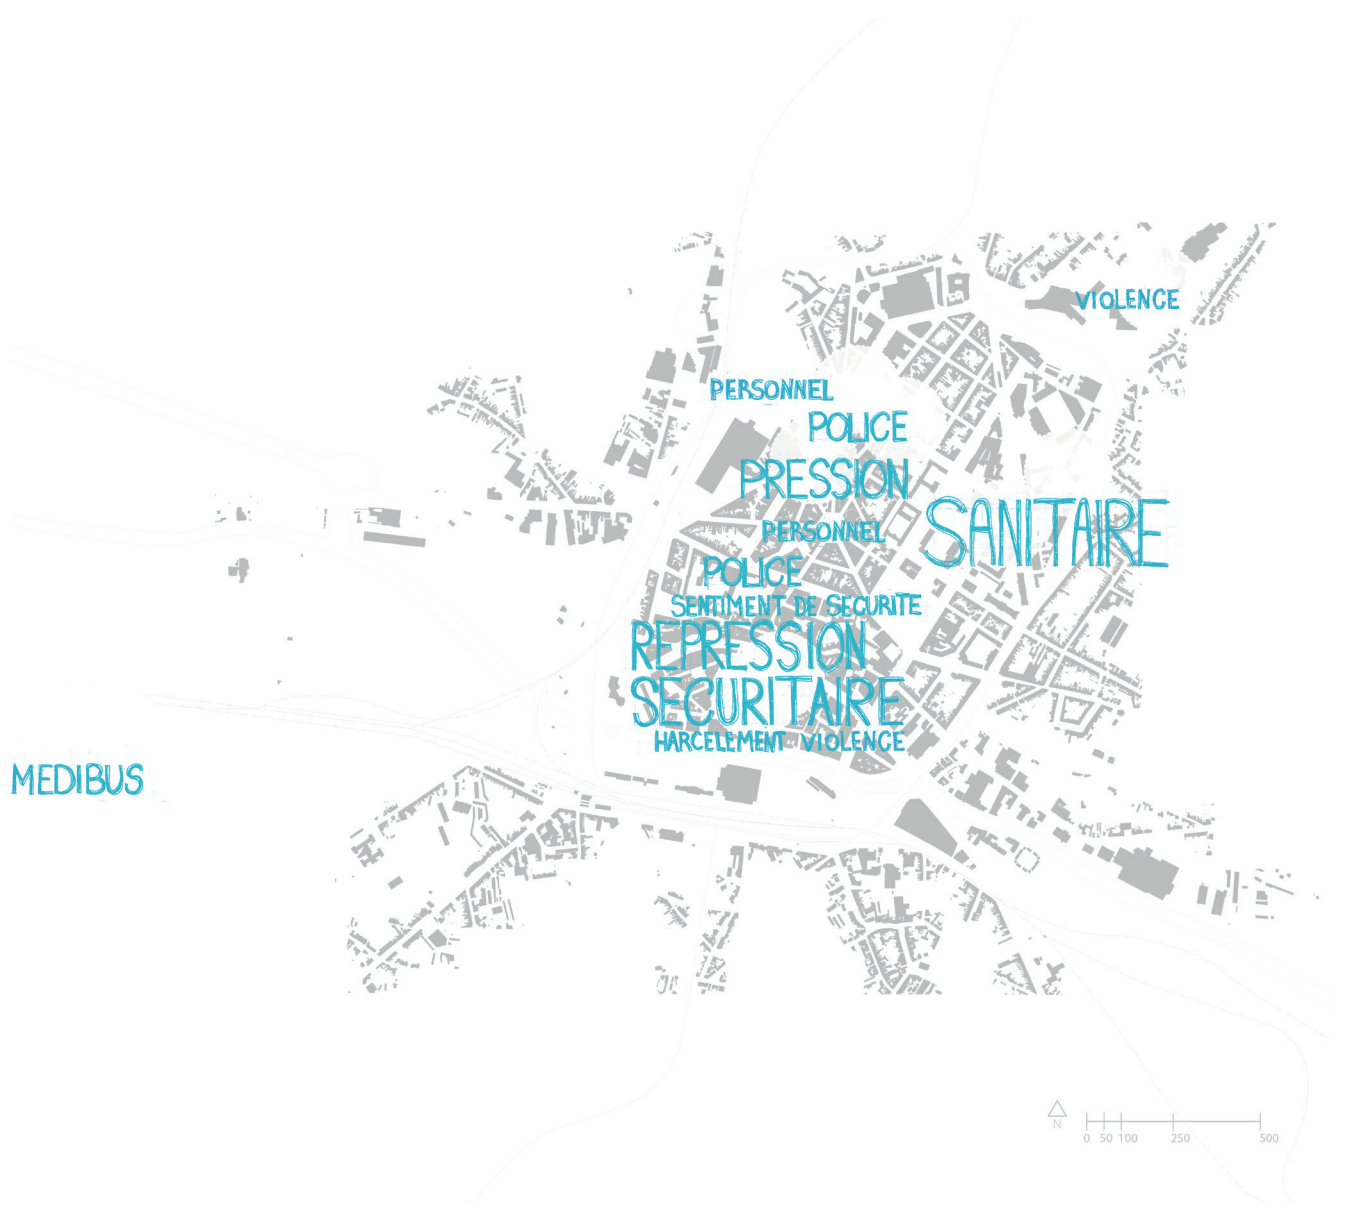 VIOLENCE
PERSONNEL
POLICE
PRESSION
SANITAIRE
PERSONNEL
POLICE
SENTIMENT DE SECURITE
REPRESSION
SECURITAIRE
HARCELEMENT VIOLENCE
MEDIBUS
N
0 50 100 250 500